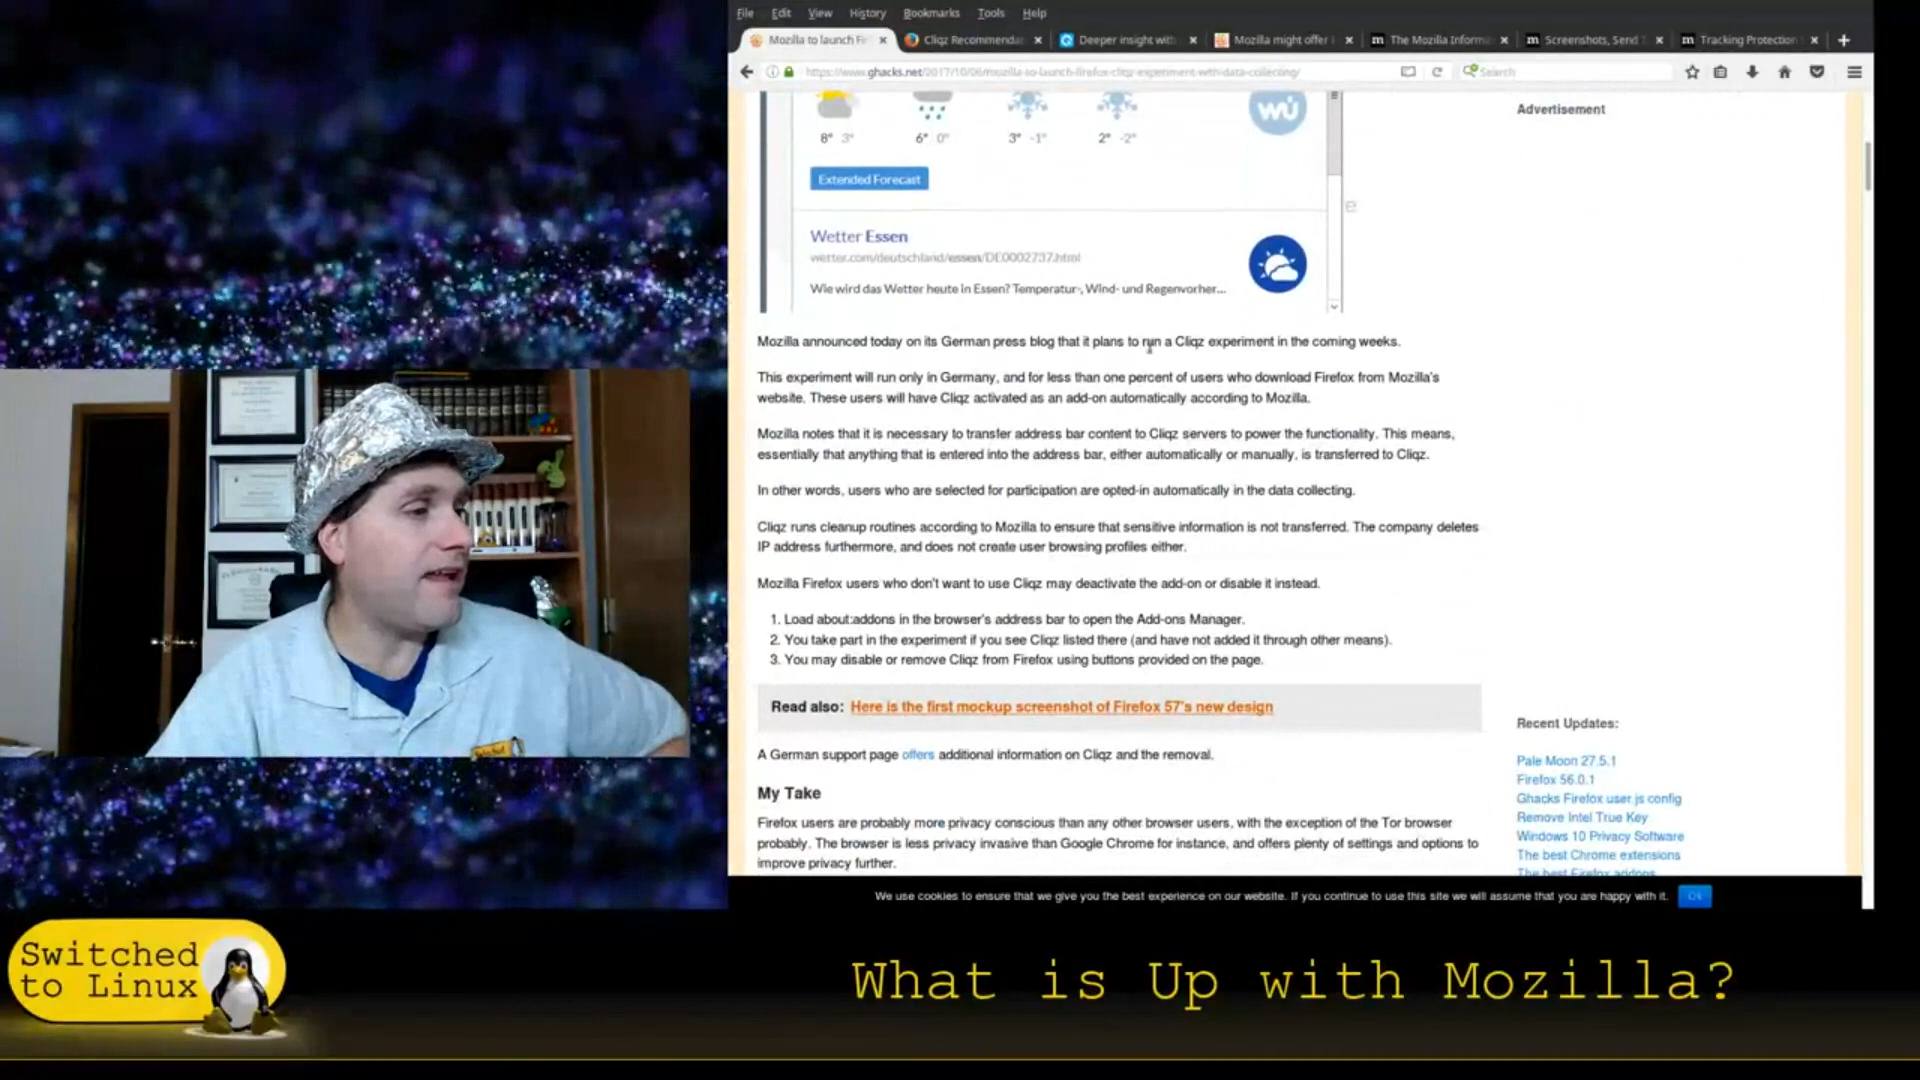 File Edit View History Bookmarks Tools Help
Mozilla to launch Fi
Cliqz Recommenda
Deeper insight with
Mozilla might offer
The Mozilla Informa
Screenshots, Send
Tracking Protection
https://www.ghacks.net/2017/10/06/mozilla-to-launch-firefox-cliqz-experiment-with-data-collecting/
Search
8° 3° 6° 0° 3° -1° 2° -2°
wu
Extended Forecast
Wetter Essen
wetter.com/deutschland/essen/DE0002737.html
Wie wird das Wetter heute in Essen? Temperatur-, Wind- und Regenvorher...
e
Mozilla announced today on its German press blog that it plans to run a Cliqz experiment in the coming weeks.
This experiment will run only in Germany, and for less than one percent of users who download Firefox from Mozilla's
website. These users will have Cliqz activated as an add-on automatically according to Mozilla.
Mozilla notes that it is necessary to transfer address bar content to Cliqz servers to power the functionality. This means,
essentially that anything that is entered into the address bar, either automatically or manually, is transferred to Cliqz.
In other words, users who are selected for participation are opted-in automatically in the data collecting.
Cliqz runs cleanup routines according to Mozilla to ensure that sensitive information is not transferred. The company deletes
IP address furthermore, and does not create user browsing profiles either.
Mozilla Firefox users who don't want to use Cliqz may deactivate the add-on or disable it instead.
1. Load about:addons in the browser's address bar to open the Add-ons Manager.
2. You take part in the experiment if you see Cliqz listed there (and have not added it through other means).
3. You may disable or remove Cliqz from Firefox using buttons provided on the page.
Read also: Here is the first mockup screenshot of Firefox 57's new design
A German support page offers additional information on Cliqz and the removal.
My Take
Firefox users are probably more privacy conscious than any other browser users, with the exception of the Tor browser
probably. The browser is less privacy invasive than Google Chrome for instance, and offers plenty of settings and options to
improve privacy further.
Advertisement
Recent Updates:
Pale Moon 27.5.1
Firefox 56.0.1
Ghacks Firefox user.js config
Remove Intel True Key
Windows 10 Privacy Software
The best Chrome extensions
The best Firefox addons
We use cookies to ensure that we give you the best experience on our website. If you continue to use this site we will assume that you are happy with it.
Ok
Switched
to Linux
What is Up with Mozilla?